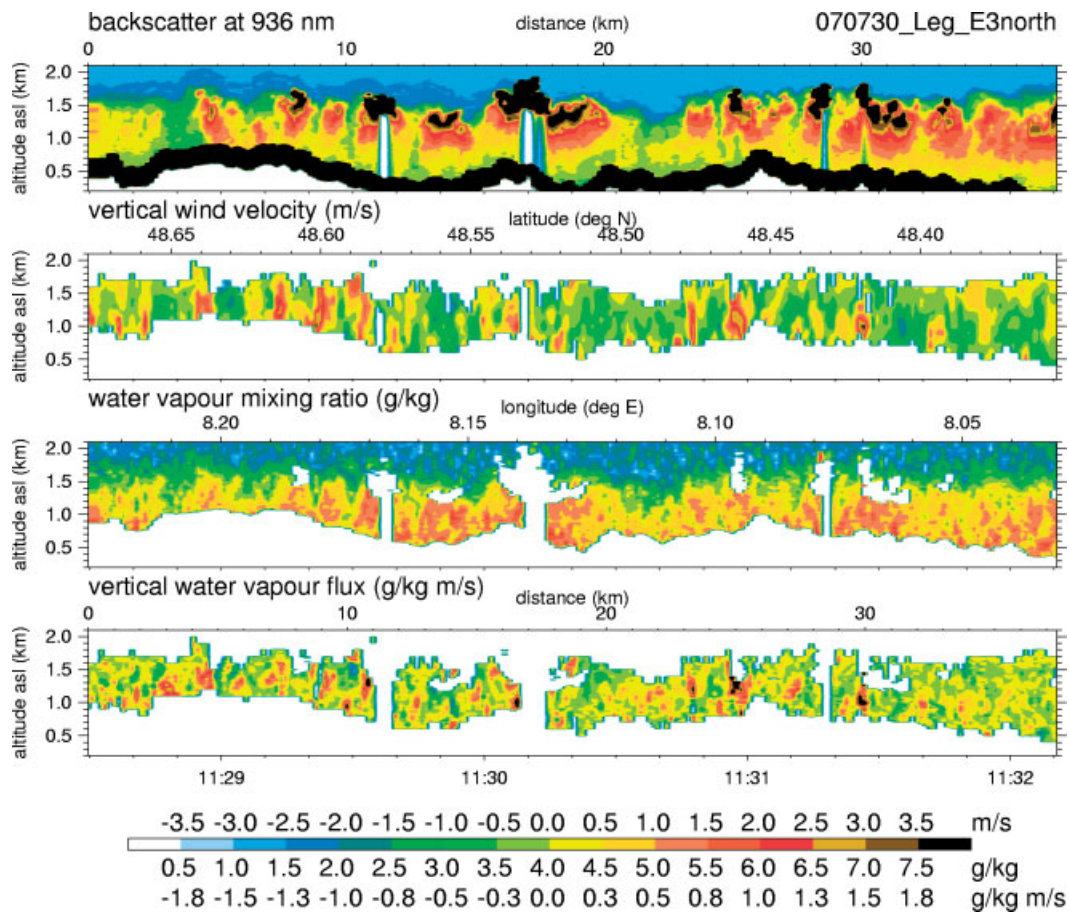 backscatter at 936 nm distance (km) 070730_Leg_E3north
0 10 20 30
altitude asl (km)
2.0
1.5
1.0
0.5
vertical wind velocity (m/s) latitude (deg N)
48.65 48.60 48.55 48.50 48.45 48.40
altitude asl (km)
2.0
1.5
1.0
0.5
water vapour mixing ratio (g/kg) longitude (deg E)
8.20 8.15 8.10 8.05
altitude asl (km)
2.0
1.5
1.0
0.5
vertical water vapour flux (g/kg m/s) distance (km)
0 10 20 30
altitude asl (km)
2.0
1.5
1.0
0.5
11:29 11:30 11:31 11:32
-3.5 -3.0 -2.5 -2.0 -1.5 -1.0 -0.5 0.0 0.5 1.0 1.5 2.0 2.5 3.0 3.5 m/s
0.5 1.0 1.5 2.0 2.5 3.0 3.5 4.0 4.5 5.0 5.5 6.0 6.5 7.0 7.5 g/kg
-1.8 -1.5 -1.3 -1.0 -0.8 -0.5 -0.3 0.0 0.3 0.5 0.8 1.0 1.3 1.5 1.8 g/kg m/s